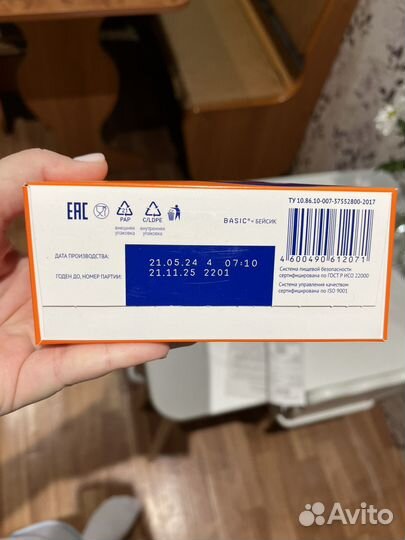 ТУ 10.86.10-007-37552800-2017
EAC
21
PAP
C/LDPE
внешняя
упаковка
внутренняя
упаковка
BASIC® • БЕЙСИК
4 600490 612071
ДАТА ПРОИЗВОДСТВА:
21.05.24 4 07:10
ГОДЕН ДО, НОМЕР ПАРТИИ:
21.11.25 2201
Система пищевой безопасности
сертифицирована по ГОСТ Р ИСО 22000
Система управления качеством
сертифицирована по ISO 9001
Avito